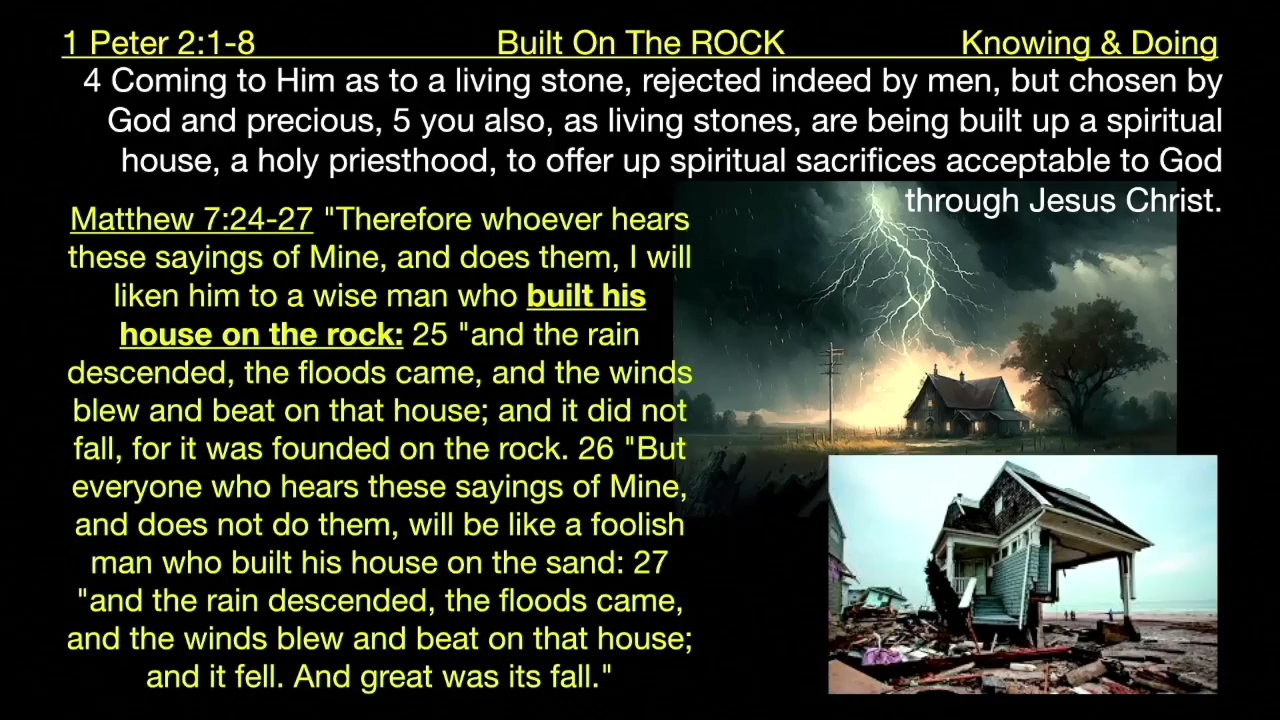 1 Peter 2:1-8 Built On The ROCK Knowing & Doing
4 Coming to Him as to a living stone, rejected indeed by men, but chosen by
God and precious, 5 you also, as living stones, are being built up a spiritual
house, a holy priesthood, to offer up spiritual sacrifices acceptable to God
through Jesus Christ.
Matthew 7:24-27 "Therefore whoever hears
these sayings of Mine, and does them, I will
liken him to a wise man who built his
house on the rock: 25 "and the rain
descended, the floods came, and the winds
blew and beat on that house; and it did not
fall, for it was founded on the rock. 26 "But
everyone who hears these sayings of Mine,
and does not do them, will be like a foolish
man who built his house on the sand: 27
"and the rain descended, the floods came,
and the winds blew and beat on that house;
and it fell. And great was its fall."